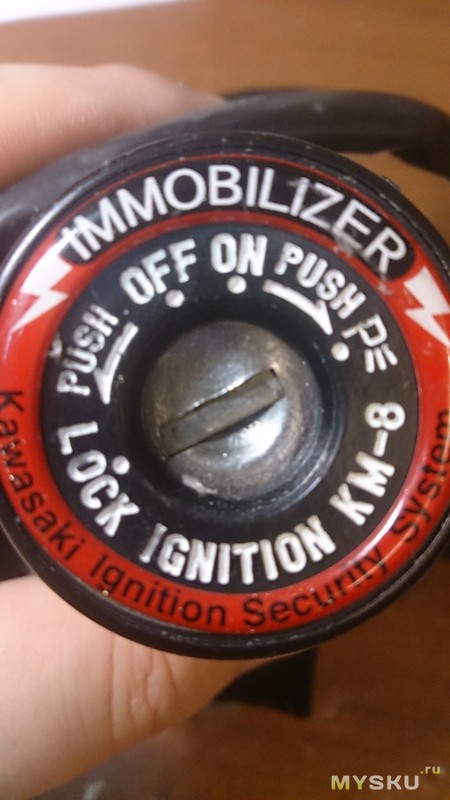 IMMOBILIZER
OFF ON PUSH P
PUSH
LOCK IGNITION KM-8
Kawasaki Ignition Security System
MYSKU.ru